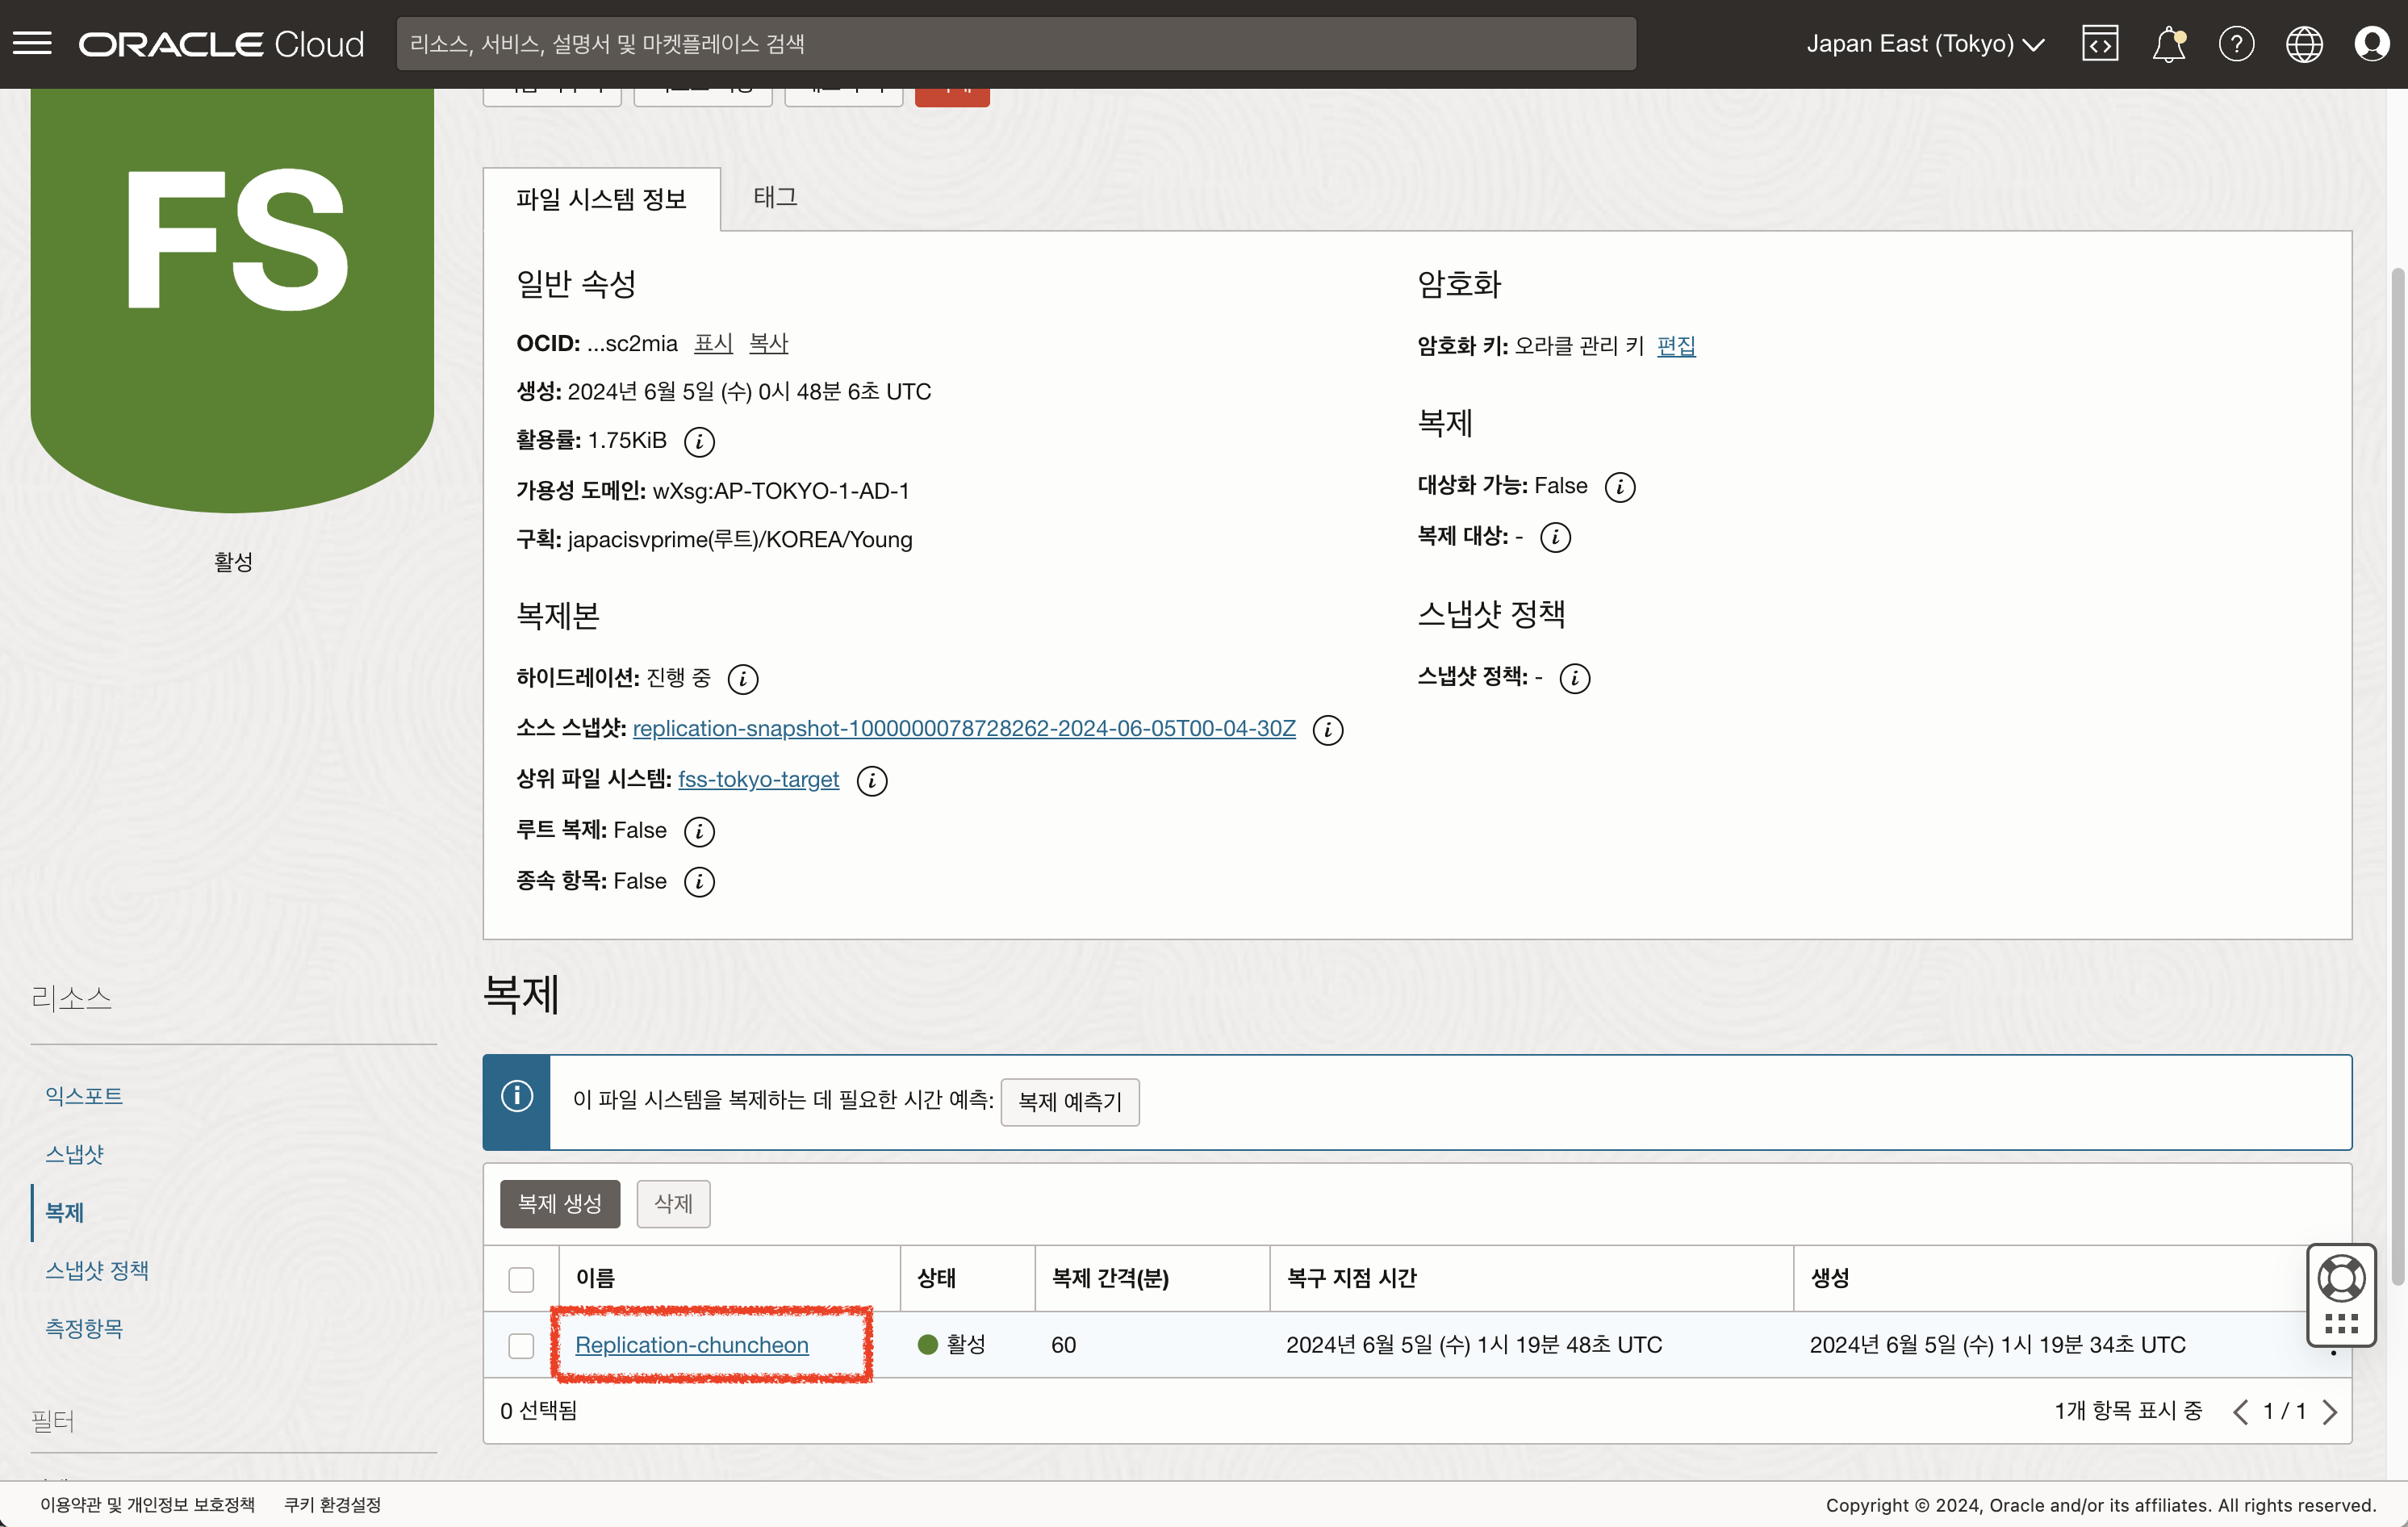 ORACLE Cloud
리소스, 서비스, 설명서 및 마켓플레이스 검색
Japan East (Tokyo)
FS
활성
파일 시스템 정보
태그
일반 속성
OCID: ...sc2mia 표시 복사
생성: 2024년 6월 5일 (수) 0시 48분 6초 UTC
활용률: 1.75KiB
가용성 도메인: wXsg:AP-TOKYO-1-AD-1
구획: japacisvprime(루트)/KOREA/Young
복제본
하이드레이션: 진행 중
소스 스냅샷: replication-snapshot-1000000078728262-2024-06-05T00-04-30Z
상위 파일 시스템: fss-tokyo-target
루트 복제: False
종속 항목: False
암호화
암호화 키: 오라클 관리 키 편집
복제
대상화 가능: False
복제 대상: -
스냅샷 정책
스냅샷 정책: -
리소스
익스포트
스냅샷
복제
스냅샷 정책
측정항목
필터
복제
이 파일 시스템을 복제하는 데 필요한 시간 예측: 복제 예측기
복제 생성 삭제
이름 상태 복제 간격(분) 복구 지점 시간 생성
Replication-chuncheon 활성 60 2024년 6월 5일 (수) 1시 19분 48초 UTC 2024년 6월 5일 (수) 1시 19분 34초 UTC
0 선택됨
1개 항목 표시 중 1 / 1
이용약관 및 개인정보 보호정책 쿠키 환경설정
Copyright © 2024, Oracle and/or its affiliates. All rights reserved.